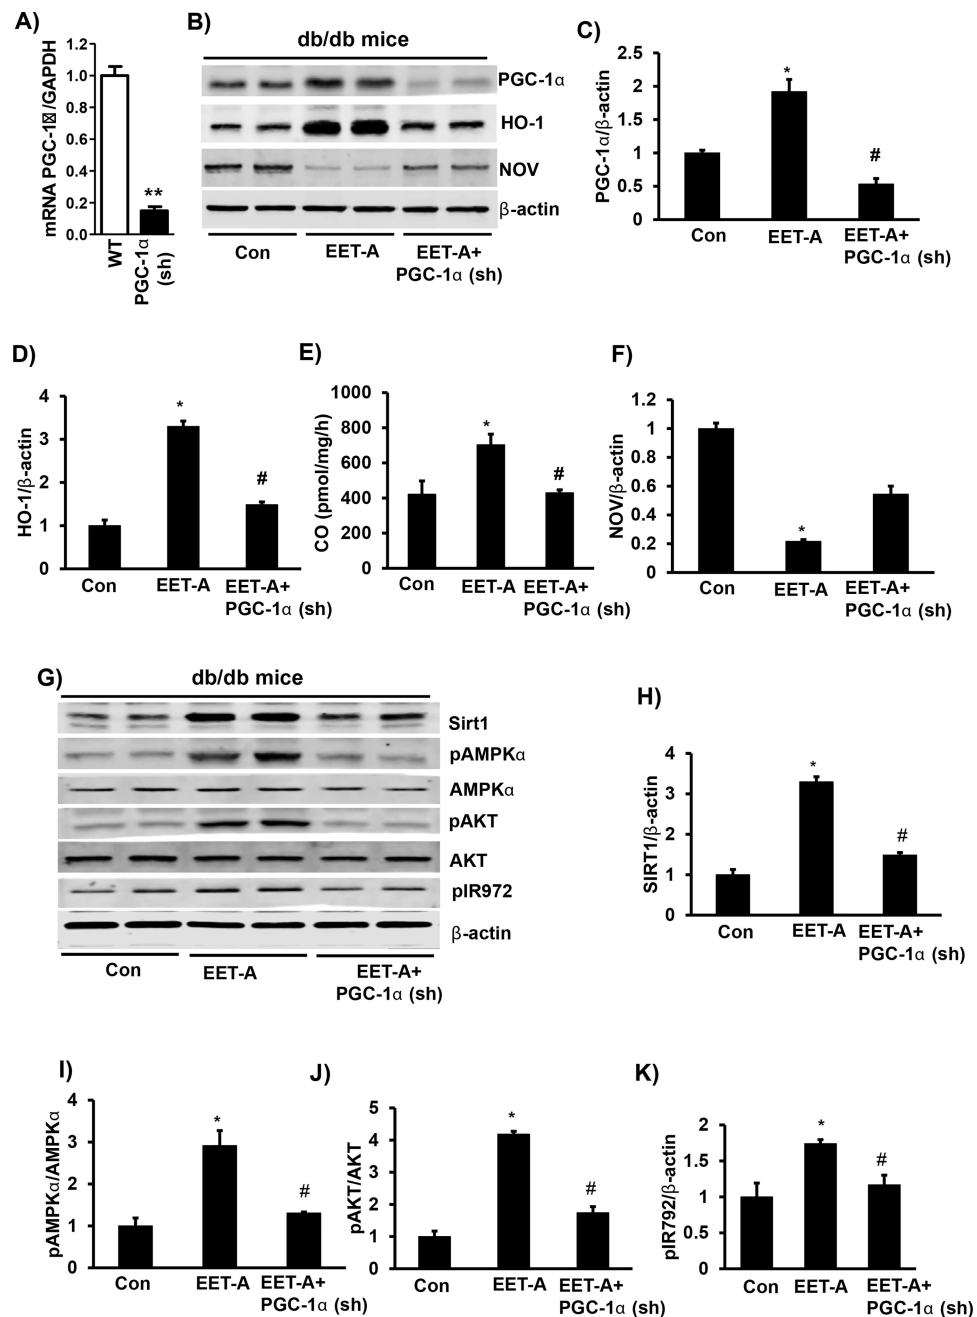 A)
mRNA PGC-1☒/GAPDH
1.2
1.0
0.8
0.6
0.4
0.2
0.0
**
WT
PGC-1α
(sh)
B)
db/db mice
PGC-1α
HO-1
NOV
β-actin
Con
EET-A
EET-A+
PGC-1α (sh)
C)
PGC-1α/β-actin
2.5
2
1.5
1
0.5
0
*
#
Con
EET-A
EET-A+
PGC-1α (sh)
D)
HO-1/β-actin
4
3
2
1
0
*
#
Con
EET-A
EET-A+
PGC-1α (sh)
E)
CO (pmol/mg/h)
1000
800
600
400
200
0
*
#
Con
EET-A
EET-A+
PGC-1α (sh)
F)
NOV/β-actin
1.2
1
0.8
0.6
0.4
0.2
0
*
Con
EET-A
EET-A+
PGC-1α (sh)
G)
db/db mice
Sirt1
pAMPKα
AMPKα
pAKT
AKT
pIR972
β-actin
Con
EET-A
EET-A+
PGC-1α (sh)
H)
SIRT1/β-actin
4
3
2
1
0
*
#
Con
EET-A
EET-A+
PGC-1α (sh)
I)
pAMPKα/AMPKα
4
3
2
1
0
*
#
Con
EET-A
EET-A+
PGC-1α (sh)
J)
pAKT/AKT
5
4
3
2
1
0
*
#
Con
EET-A
EET-A+
PGC-1α (sh)
K)
pIR792/β-actin
2
1.5
1
0.5
0
*
#
Con
EET-A
EET-A+
PGC-1α (sh)